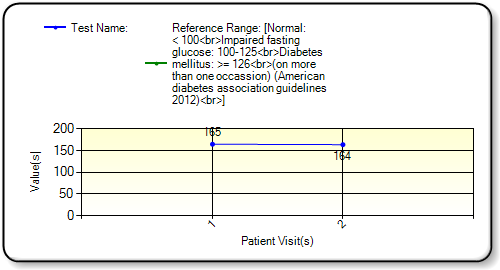 Test Name:
Reference Range: [Normal:
< 100<br>Impaired fasting
glucose: 100-125<br>Diabetes
mellitus: >= 126<br>(on more
than one occassion) (American
diabetes association guidelines
2012)<br>]
200
150
100
50
0
Value(s)
165
164
1
2
Patient Visit(s)